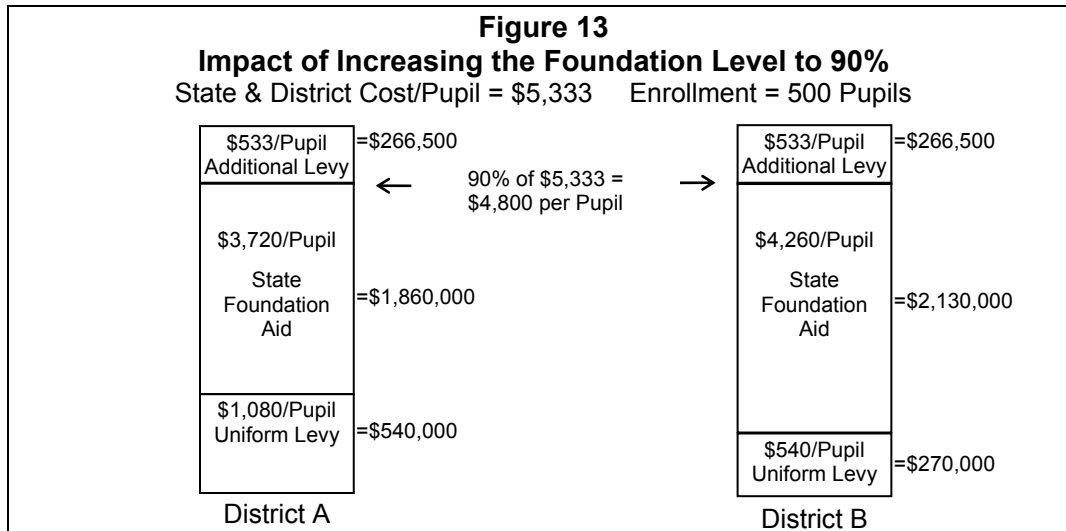 Figure 13
Impact of Increasing the Foundation Level to 90%
State & District Cost/Pupil = $5,333 Enrollment = 500 Pupils
$533/Pupil
Additional Levy
=$266,500
90% of $5,333 =
$4,800 per Pupil
$533/Pupil
Additional Levy
=$266,500
$3,720/Pupil
State
Foundation
Aid
=$1,860,000
$4,260/Pupil
State
Foundation
Aid
=$2,130,000
$1,080/Pupil
Uniform Levy
=$540,000
$540/Pupil
Uniform Levy
=$270,000
District A
District B